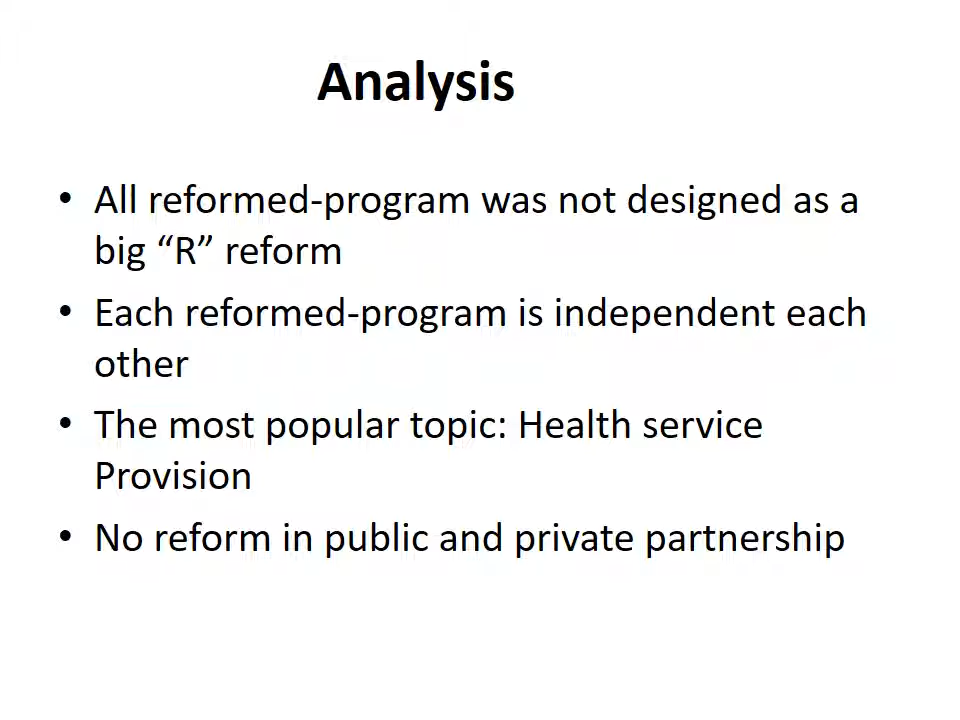 Analysis
• All reformed-program was not designed as a
big “R” reform
• Each reformed-program is independent each
other
• The most popular topic: Health service
Provision
• No reform in public and private partnership